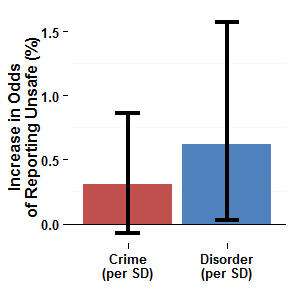 Increase in Odds
of Reporting Unsafe (%)
1.5
1.0
0.5
0.0
Crime
(per SD)
Disorder
(per SD)